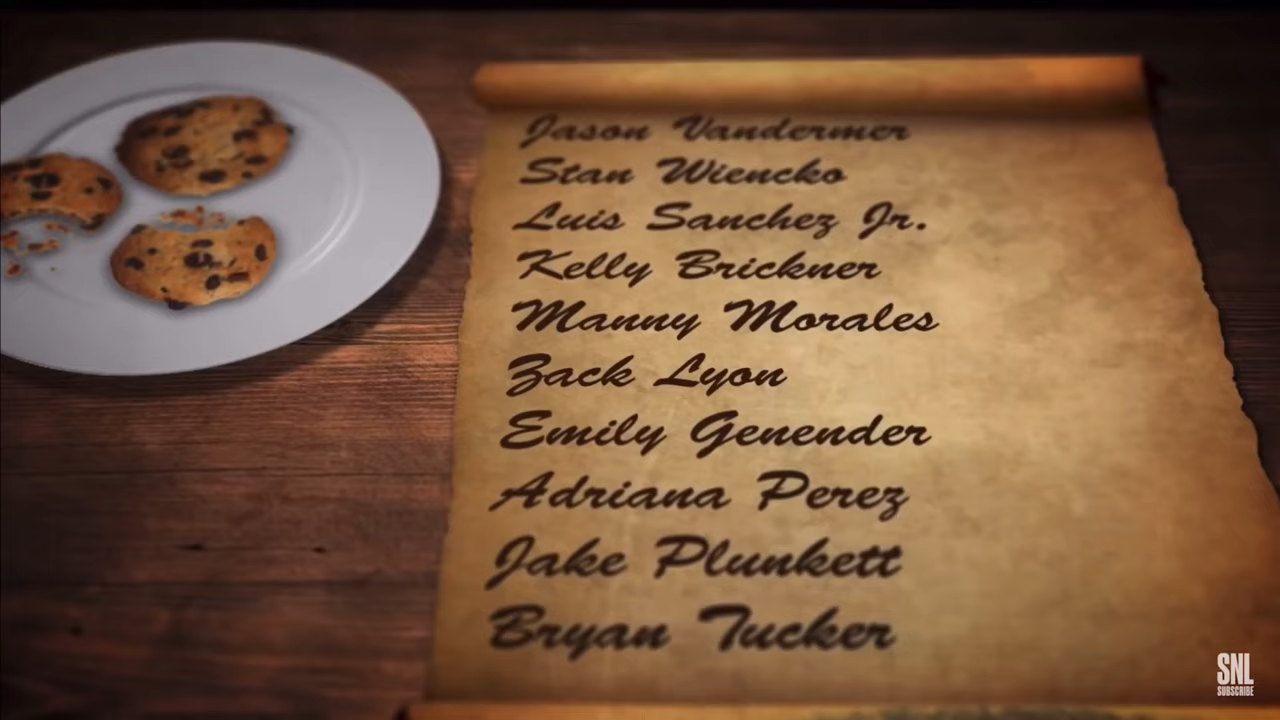 Jason Vandermer
Stan Wiencko
Luis Sanchez Jr.
Kelly Brickner
Manny Morales
Zack Lyon
Emily Genender
Adriana Perez
Jake Plunkett
Bryan Tucker
SNL
SUBSCRIBE